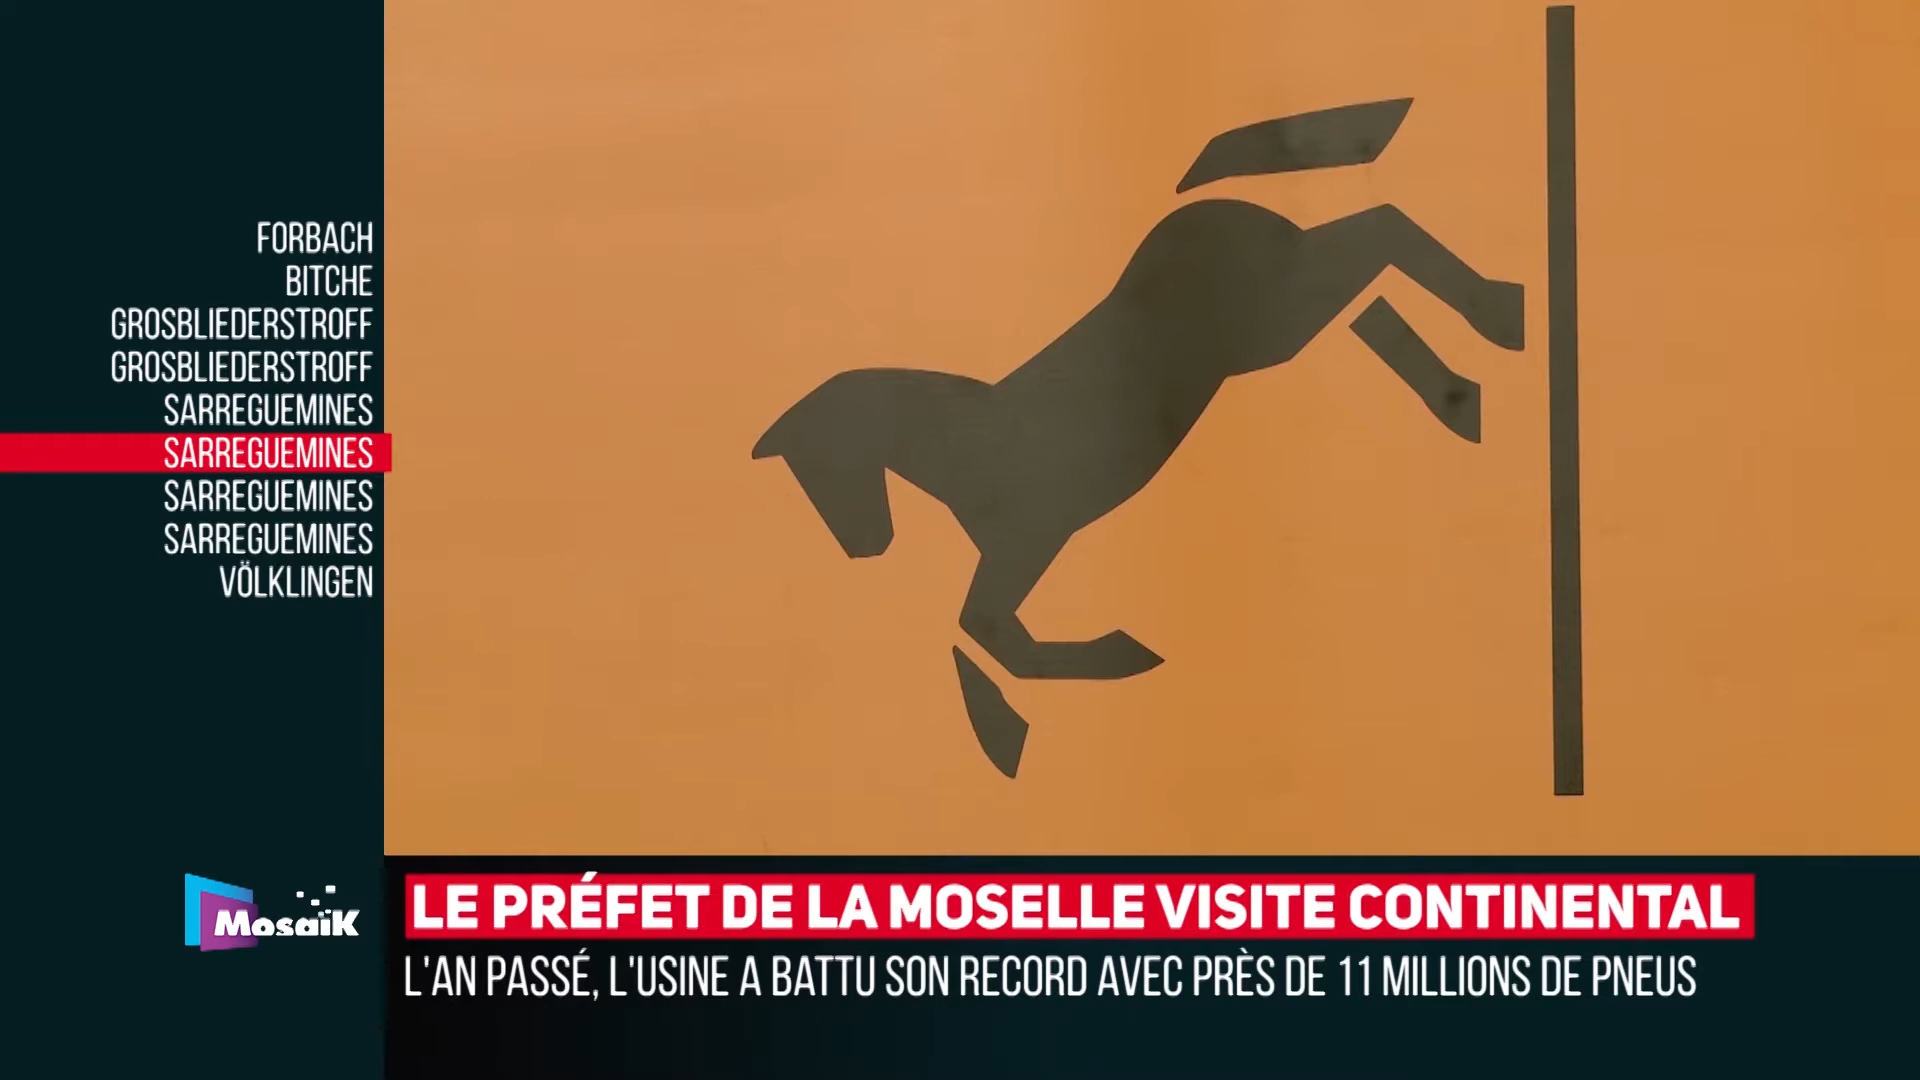 FORBACH
BITCHE
GROSBLIEDERSTROFF
GROSBLIEDERSTROFF
SARREGUEMINES
SARREGUEMINES
SARREGUEMINES
SARREGUEMINES
VÖLKLINGEN
MosaïK
LE PRÉFET DE LA MOSELLE VISITE CONTINENTAL
L'AN PASSÉ, L'USINE A BATTU SON RECORD AVEC PRÈS DE 11 MILLIONS DE PNEUS